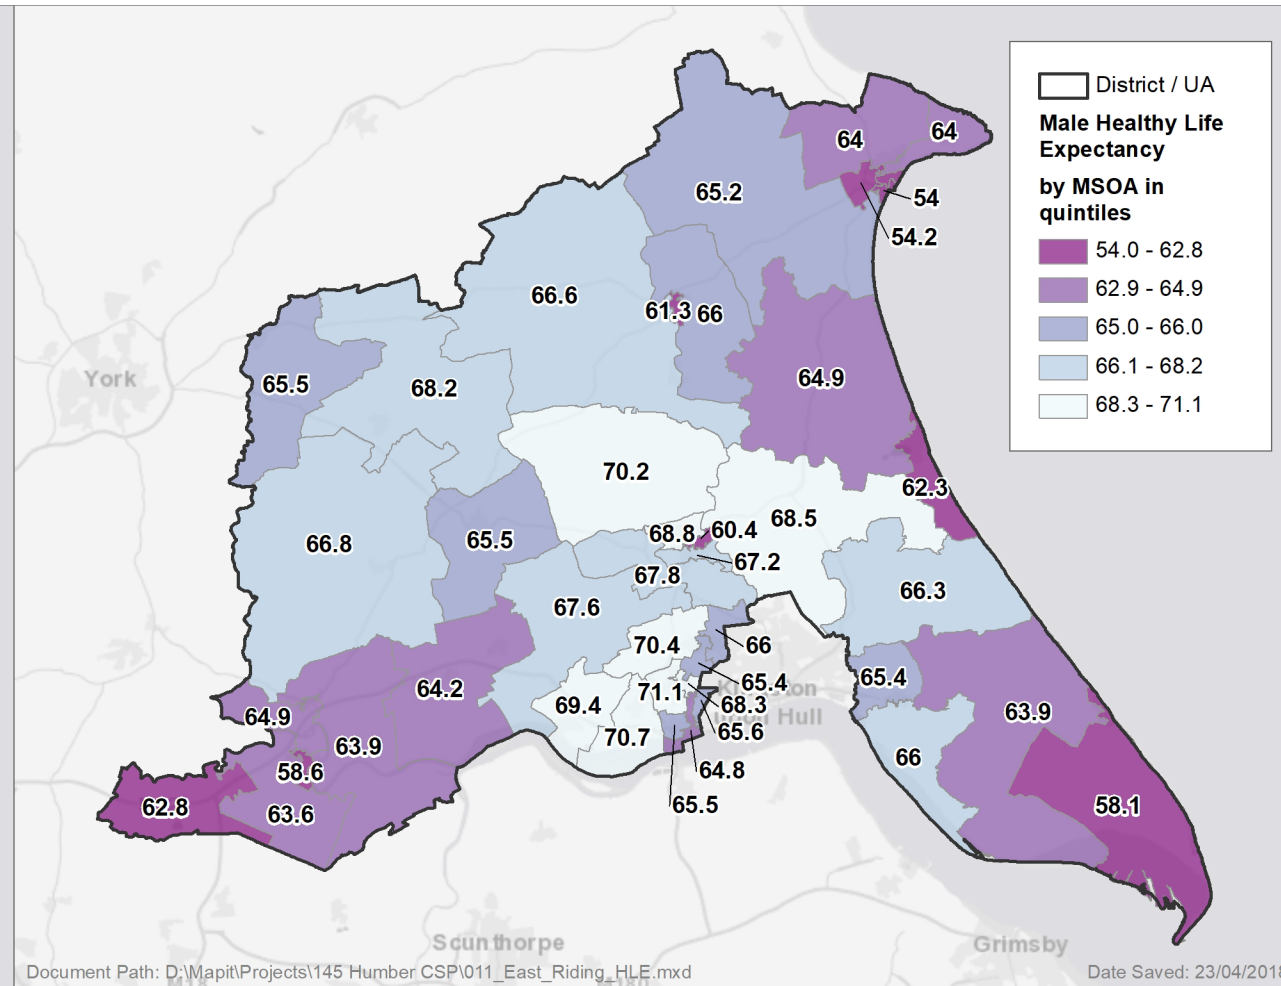 District / UA
Male Healthy Life
Expectancy
by MSOA in
quintiles
54.0 - 62.8
62.9 - 64.9
65.0 - 66.0
66.1 - 68.2
68.3 - 71.1
64
64
65.2
54
54.2
66.6
61.3
66
York
65.5
68.2
64.9
70.2
62.3
66.8
65.5
68.8
60.4
68.5
67.2
67.8
66.3
67.6
70.4
66
65.4
65.4
64.2
71.1
69.4
68.3
64.9
63.9
65.6
70.7
63.9
66
58.6
64.8
62.8
63.6
65.5
58.1
Scunthorpe
Grimsby
Document Path: D:\Mapit\Projects\145 Humber CSP\011_East_Riding_HLE.mxd
Date Saved: 23/04/2018